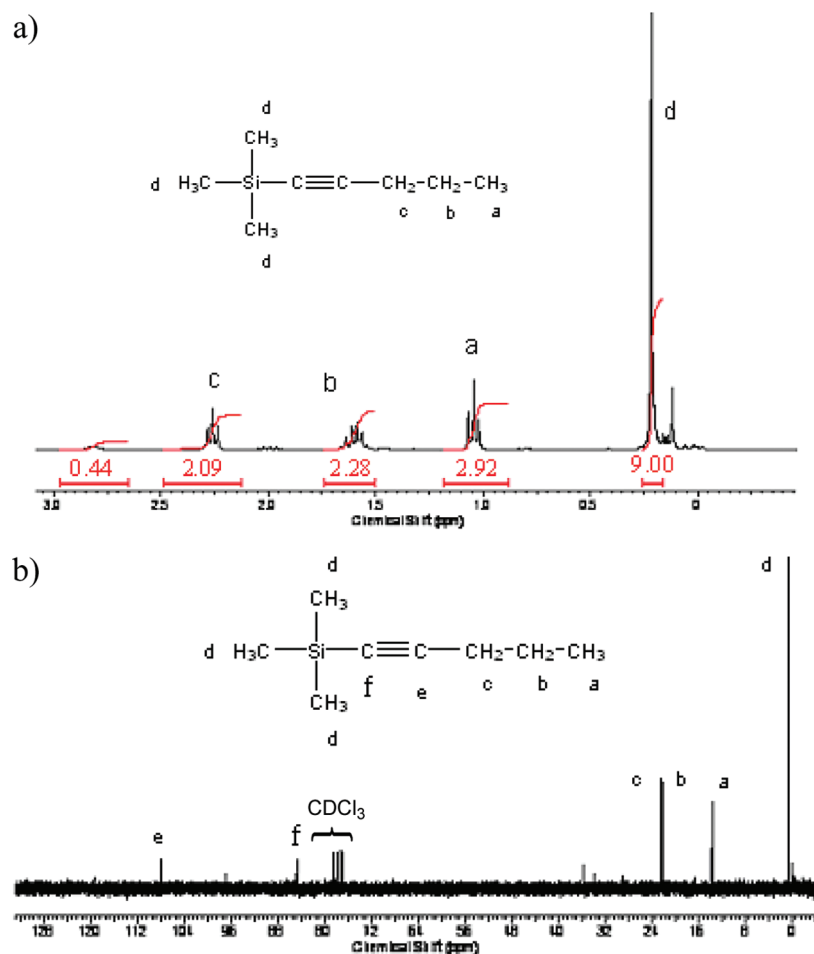 a)
d
CH3
d H3C—Si—C≡C—CH2—CH2—CH3
c b a
CH3
d
d
C b a
0.44 2.09 2.28 2.92 9.00
3.0 2.5 2.0 1.5 1.0 0.5 0
Chemical Shift (ppm)
b)
d
CH3
d H3C—Si—C≡C—CH2—CH2—CH3
f e c b a
CH3
d
d
e f CDCl3 c b a
128 120 112 104 96 88 80 72 64 56 48 40 32 24 16 8 0
Chemical Shift (ppm)